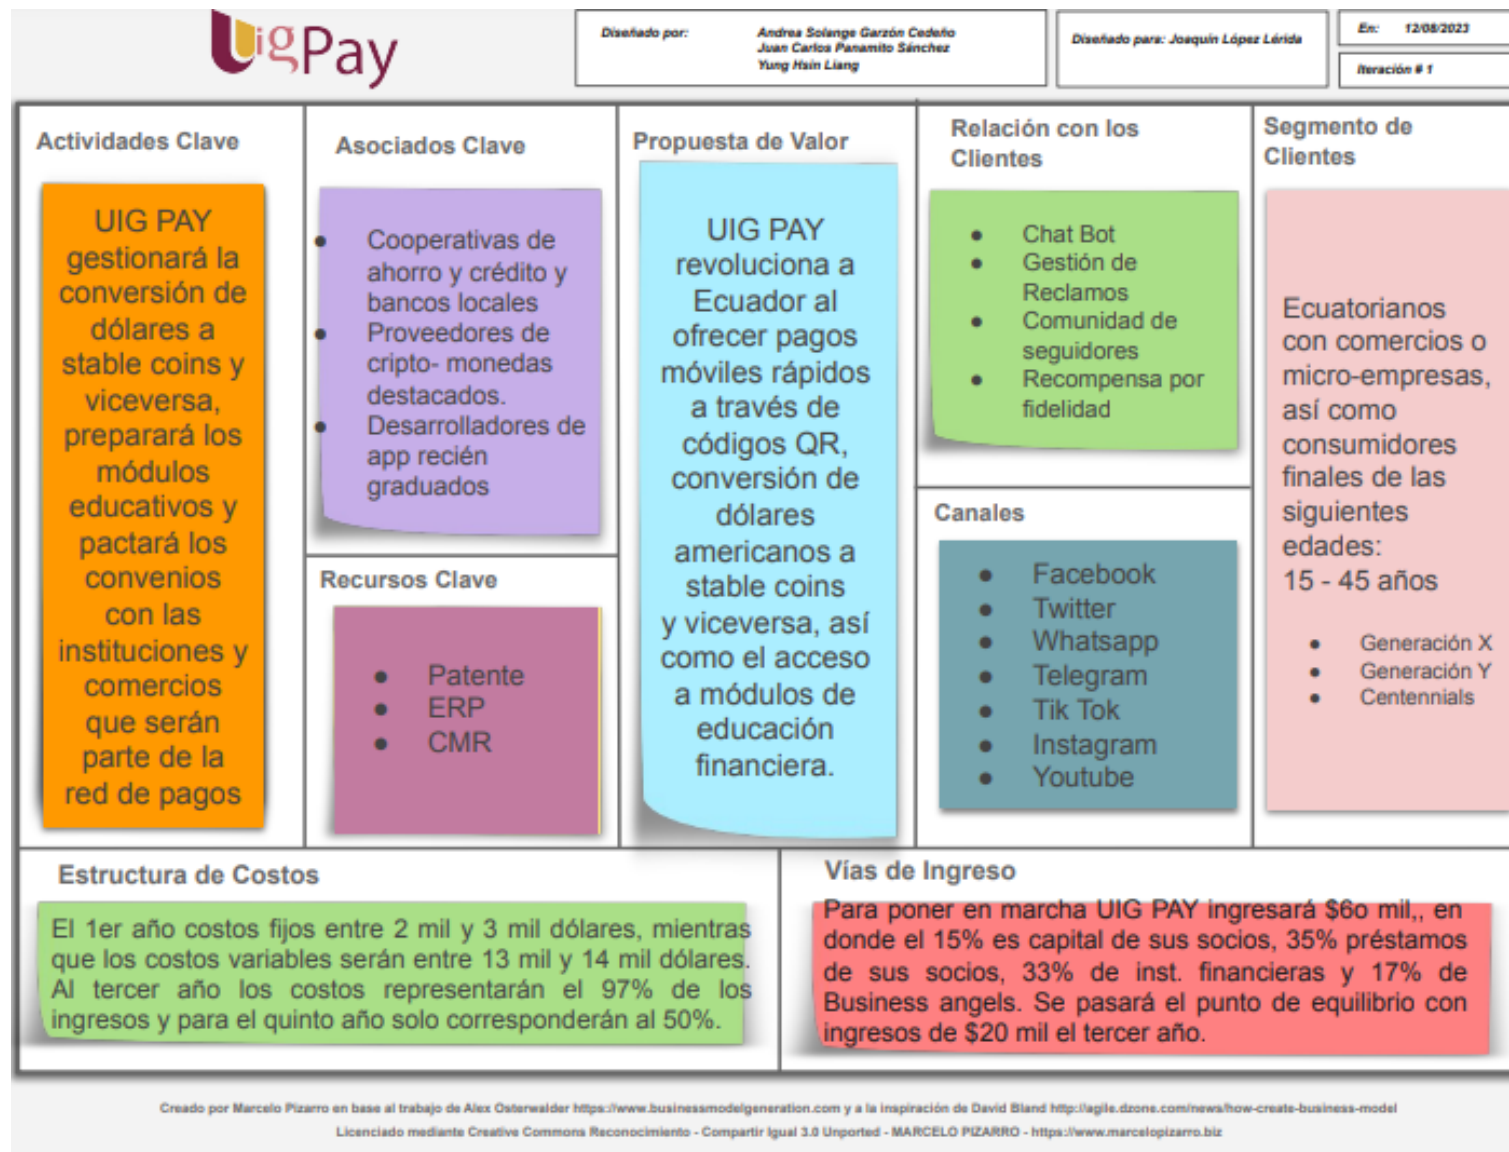 UigPay
Diseñado por:
Andrea Solange Garzón Cedeño
Juan Carlos Panamito Sánchez
Yung Hsin Liang
Diseñado para: Joaquín López Lérida
En: 12/08/2023
Iteración # 1
Actividades Clave
UIG PAY
gestionará la
conversión de
dólares a
stable coins y
viceversa,
preparará los
módulos
educativos y
pactará los
convenios
con las
instituciones y
comercios
que serán
parte de la
red de pagos
Asociados Clave
● Cooperativas de
ahorro y crédito y
bancos locales
● Proveedores de
cripto- monedas
destacados.
● Desarrolladores de
app recién
graduados
Recursos Clave
● Patente
● ERP
● CMR
Propuesta de Valor
UIG PAY
revoluciona a
Ecuador al
ofrecer pagos
móviles rápidos
a través de
códigos QR,
conversión de
dólares
americanos a
stable coins
y viceversa, así
como el acceso
a módulos de
educación
financiera.
Relación con los
Clientes
● Chat Bot
● Gestión de
Reclamos
● Comunidad de
seguidores
● Recompensa por
fidelidad
Canales
● Facebook
● Twitter
● Whatsapp
● Telegram
● Tik Tok
● Instagram
● Youtube
Segmento de
Clientes
Ecuatorianos
con comercios o
micro-empresas,
así como
consumidores
finales de las
siguientes
edades:
15 - 45 años
● Generación X
● Generación Y
● Centennials
Estructura de Costos
El 1er año costos fijos entre 2 mil y 3 mil dólares, mientras
que los costos variables serán entre 13 mil y 14 mil dólares.
Al tercer año los costos representarán el 97% de los
ingresos y para el quinto año solo corresponderán al 50%.
Vías de Ingreso
Para poner en marcha UIG PAY ingresará $6o mil,, en
donde el 15% es capital de sus socios, 35% préstamos
de sus socios, 33% de inst. financieras y 17% de
Business angels. Se pasará el punto de equilibrio con
ingresos de $20 mil el tercer año.
Creado por Marcelo Pizarro en base al trabajo de Alex Osterwalder https://www.businessmodelgeneration.com y a la inspiración de David Bland http://agile.dzone.com/news/how-create-business-model
Licenciado mediante Creative Commons Reconocimiento - Compartir Igual 3.0 Unported - MARCELO PIZARRO - https://www.marcelopizarro.biz